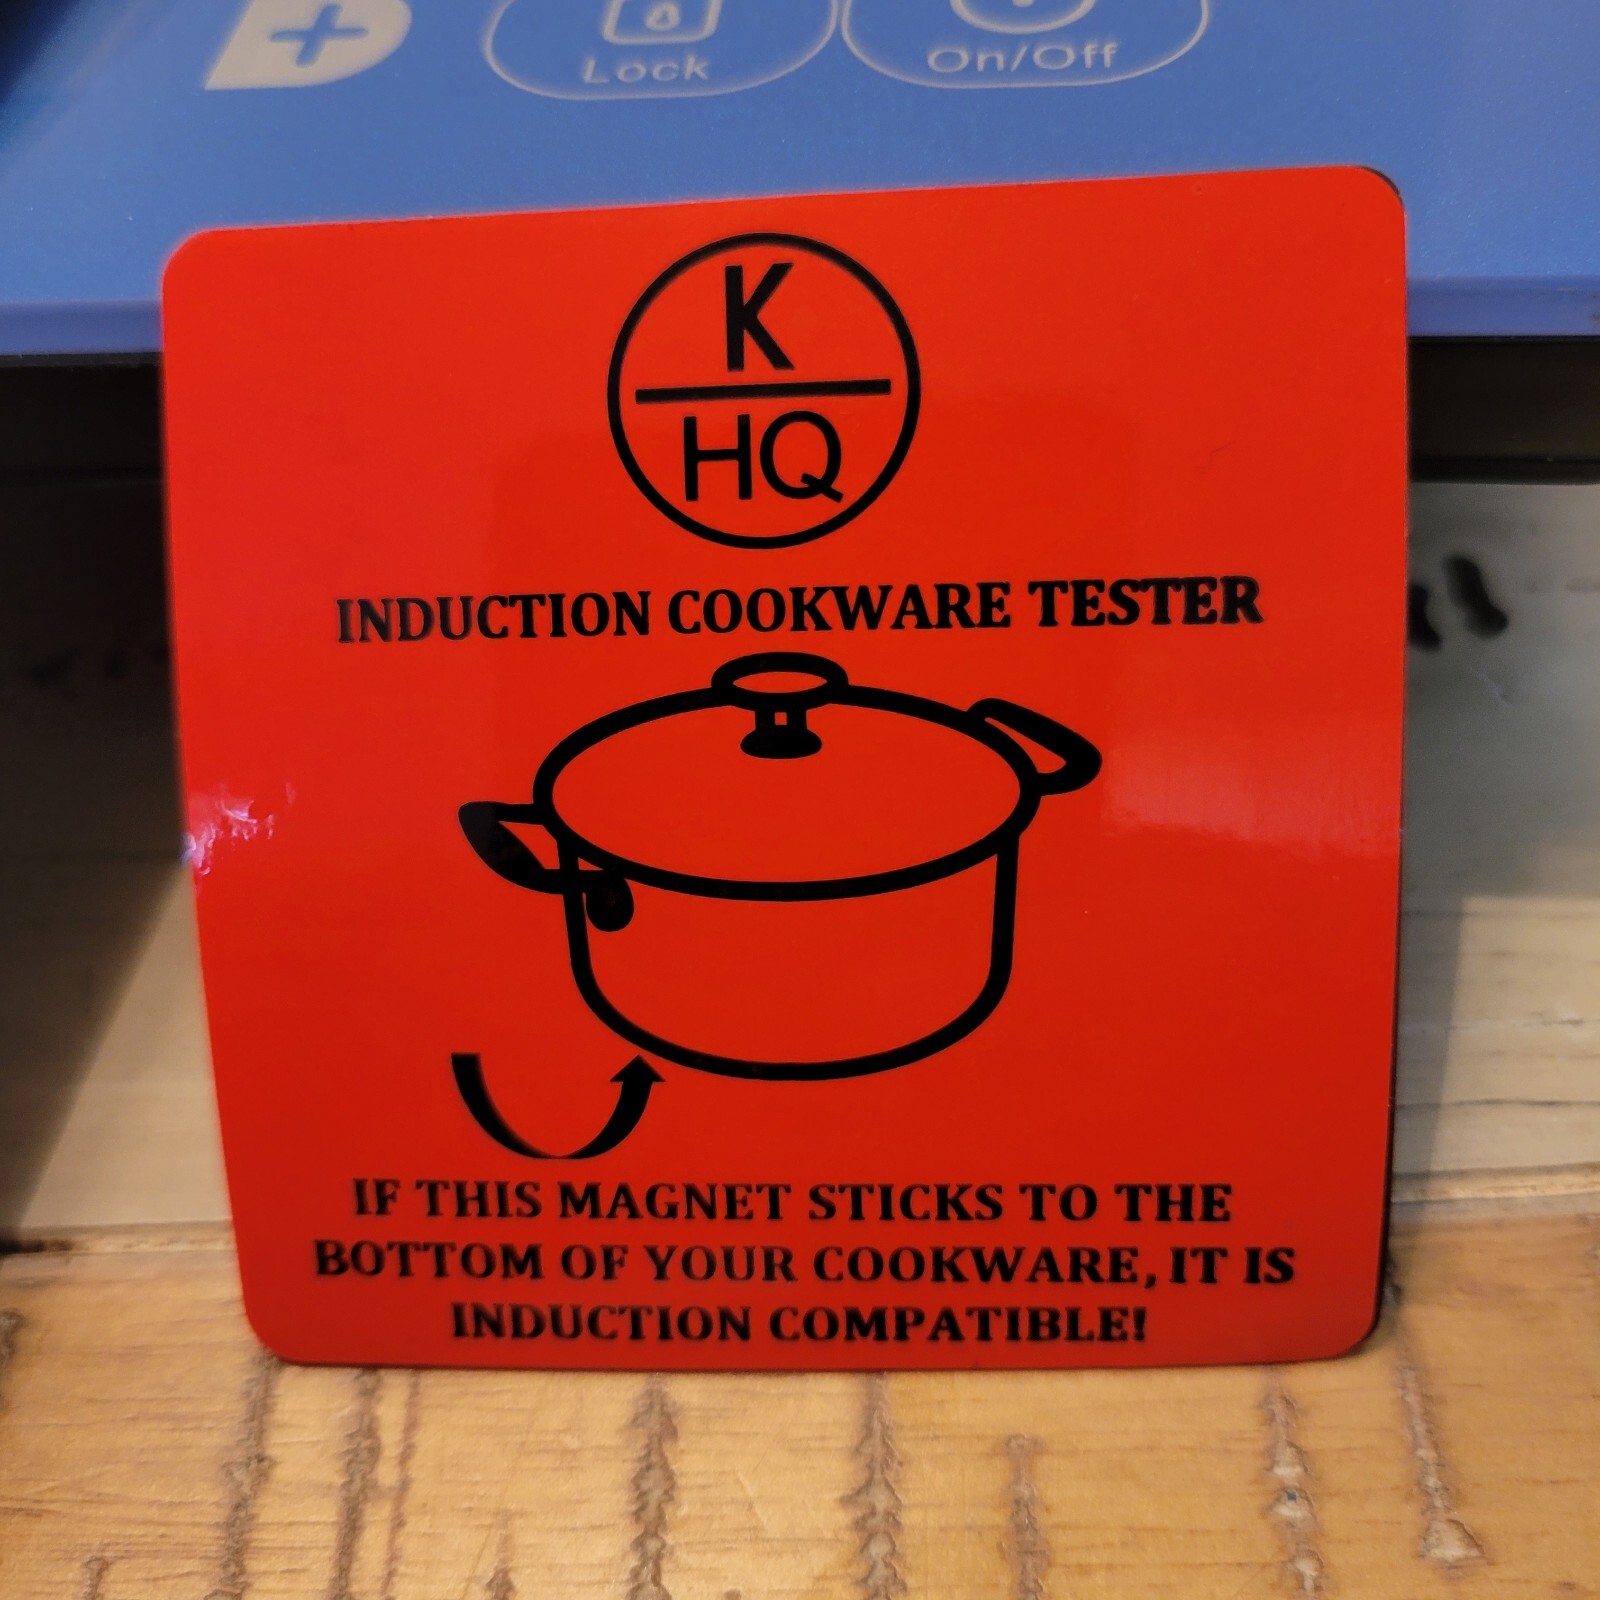 Lock
On/Off
K
HQ
INDUCTION COOKWARE TESTER
IF THIS MAGNET STICKS TO THE
BOTTOM OF YOUR COOKWARE, IT IS
INDUCTION COMPATIBLE!